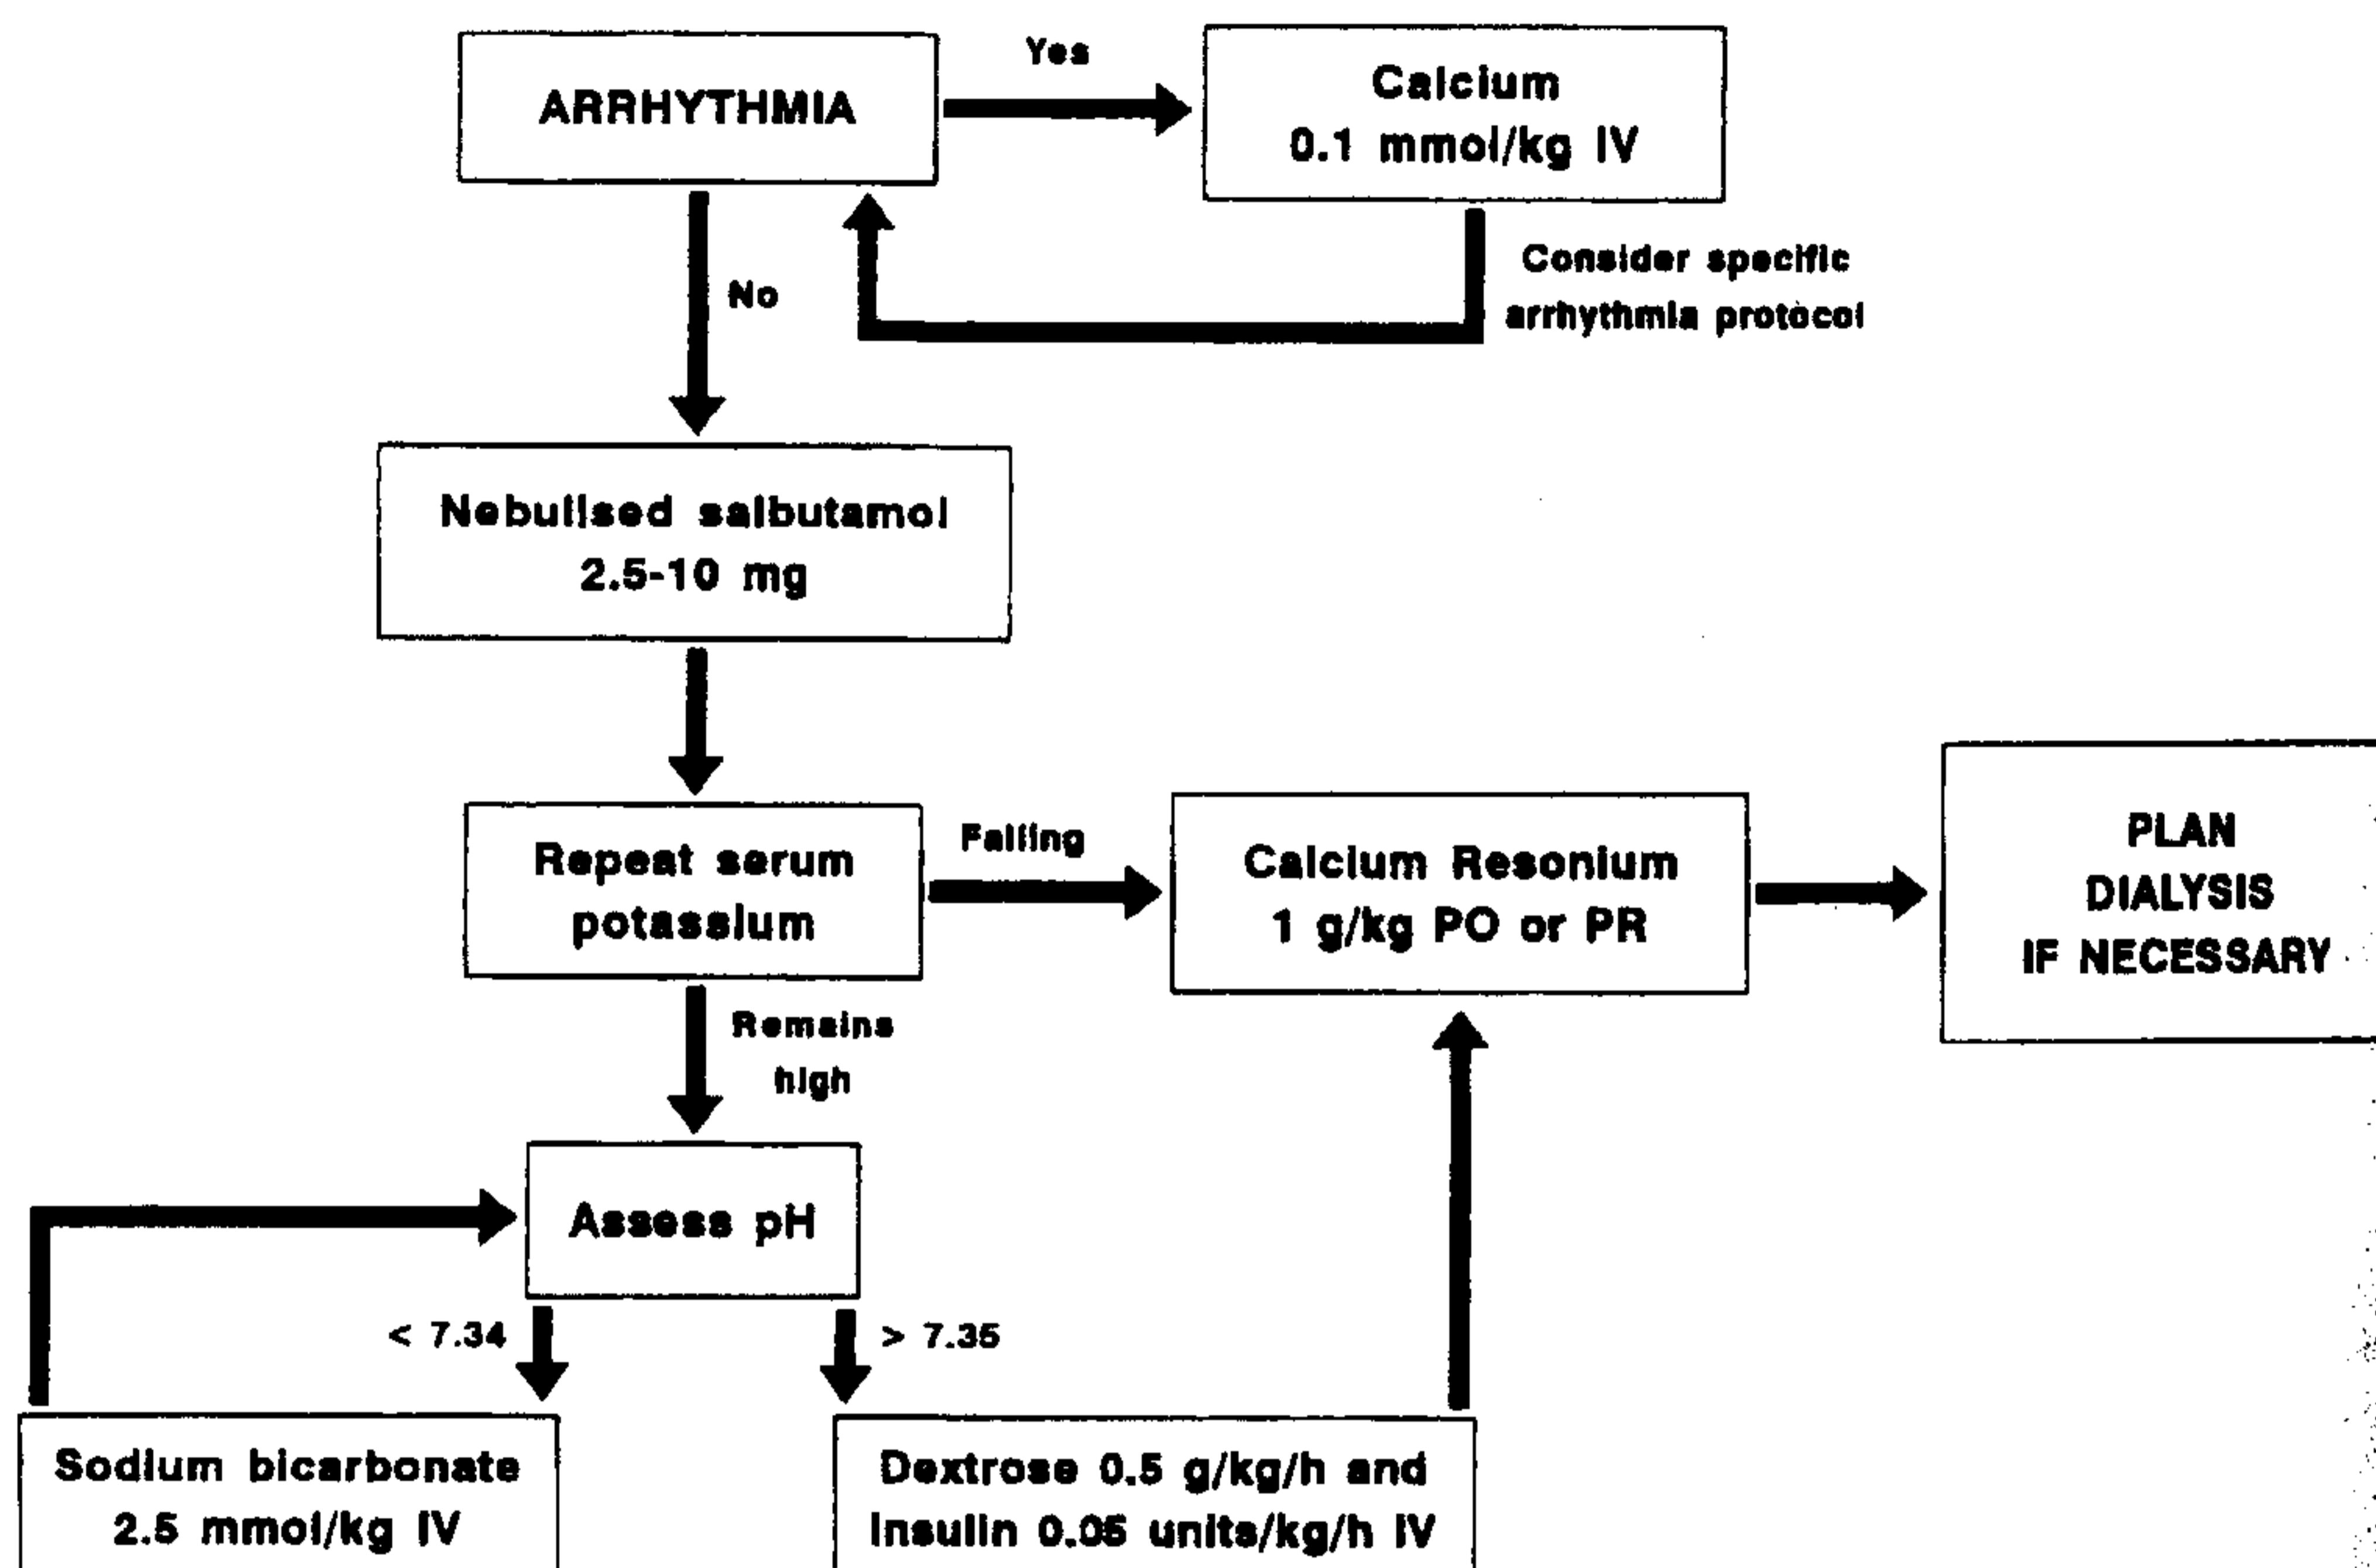 ARRHYTHMIA
Yes
Calcium
0.1 mmol/kg IV
No
Consider specific
arrhythmia protocol
Nebulised salbutamol
2.5-10 mg
Repeat serum
potassium
Falling
Calcium Resonium
1 g/kg PO or PR
PLAN
DIALYSIS
IF NECESSARY
Remains
high
Assess pH
< 7.34
> 7.35
Sodium bicarbonate
2.5 mmol/kg IV
Dextrose 0.5 g/kg/h and
Insulin 0.05 units/kg/h IV